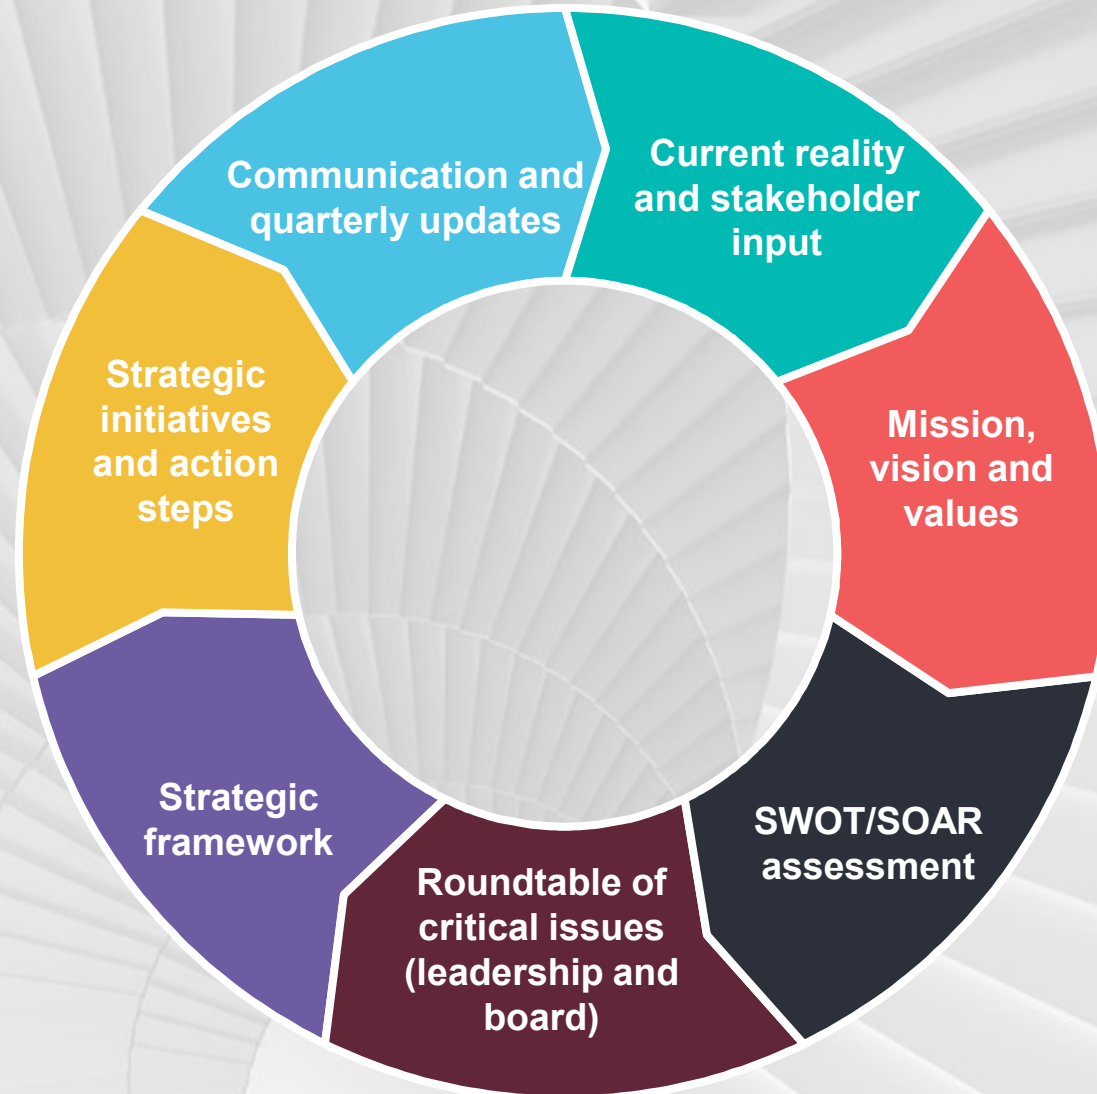 Communication and
quarterly updates
Current reality
and stakeholder
input
Mission,
vision and
values
SWOT/SOAR
assessment
Roundtable of
critical issues
(leadership and
board)
Strategic
framework
Strategic
initiatives
and action
steps